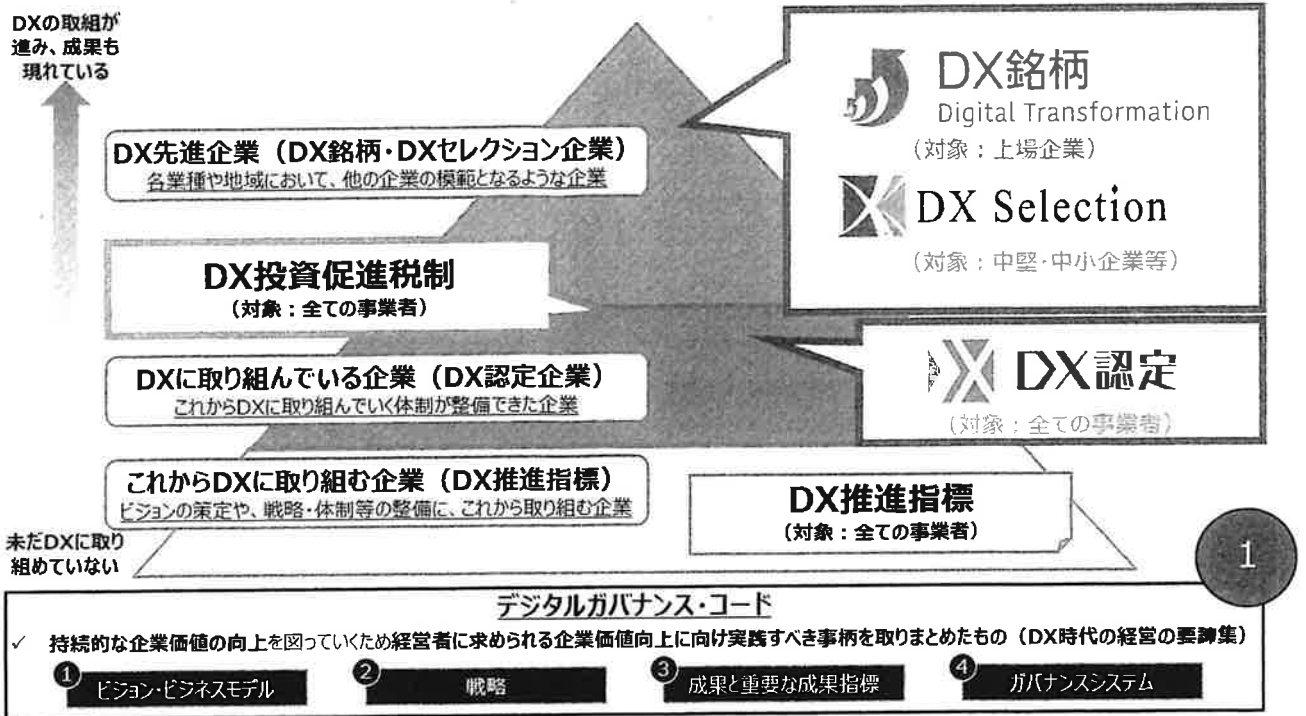 DXの取組が
進み、成果も
現れている
DX先進企業（DX銘柄・DXセレクション企業）
各業種や地域において、他の企業の模範となるような企業
DX銘柄
Digital Transformation
（対象：上場企業）
DX Selection
（対象：中堅・中小企業等）
DX投資促進税制
（対象：全ての事業者）
DXに取り組んでいる企業（DX認定企業）
これからDXに取り組んでいく体制が整備できた企業
DX認定
（対象：全ての事業者）
これからDXに取り組む企業（DX推進指標）
ビジョンの策定や、戦略・体制等の整備に、これから取り組む企業
DX推進指標
（対象：全ての事業者）
未だDXに取り
組めていない
1
デジタルガバナンス・コード
✓ 持続的な企業価値の向上を図っていくため経営者に求められる企業価値向上に向け実践すべき事柄を取りまとめたもの（DX時代の経営の要諦集）
❶ ビジョン・ビジネスモデル
❷ 戦略
❸ 成果と重要な成果指標
❹ ガバナンスシステム